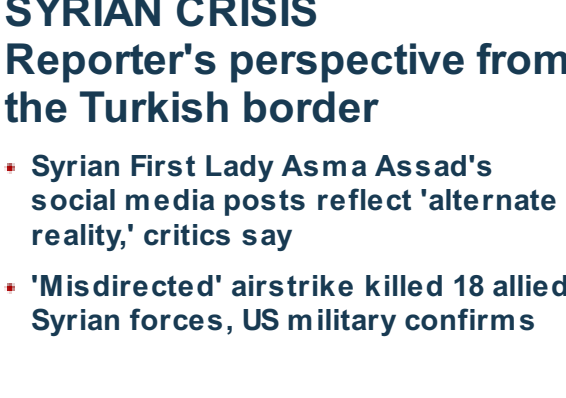 SYRIAN CRISIS
Reporter's perspective from
the Turkish border
Syrian First Lady Asma Assad's
social media posts reflect 'alternate
reality,' critics say
'Misdirected' airstrike killed 18 allied
Syrian forces, US military confirms